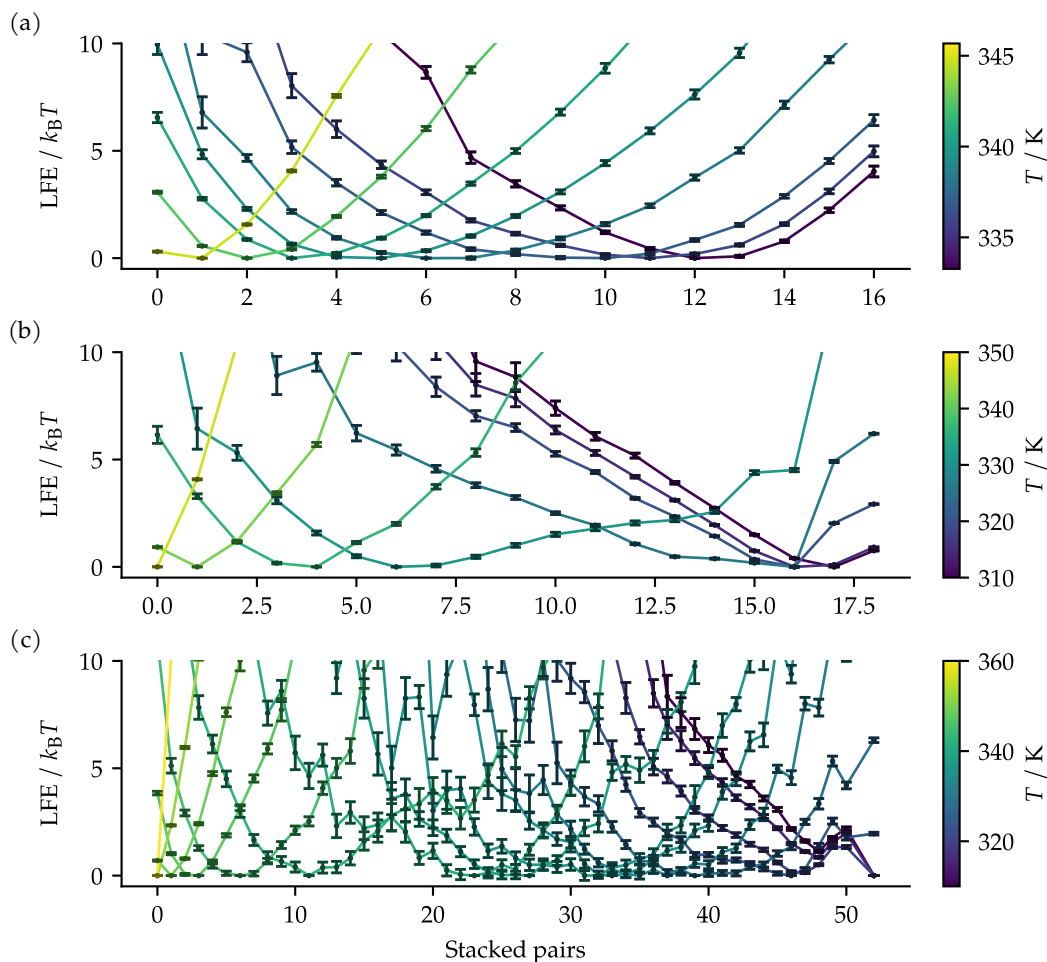 (a)
10
5
0
LFE / kBT
0 2 4 6 8 10 12 14 16
345
340
335
T / K
(b)
10
5
0
LFE / kBT
0.0 2.5 5.0 7.5 10.0 12.5 15.0 17.5
350
340
330
320
310
T / K
(c)
10
5
0
LFE / kBT
0 10 20 30 40 50
Stacked pairs
360
340
320
T / K